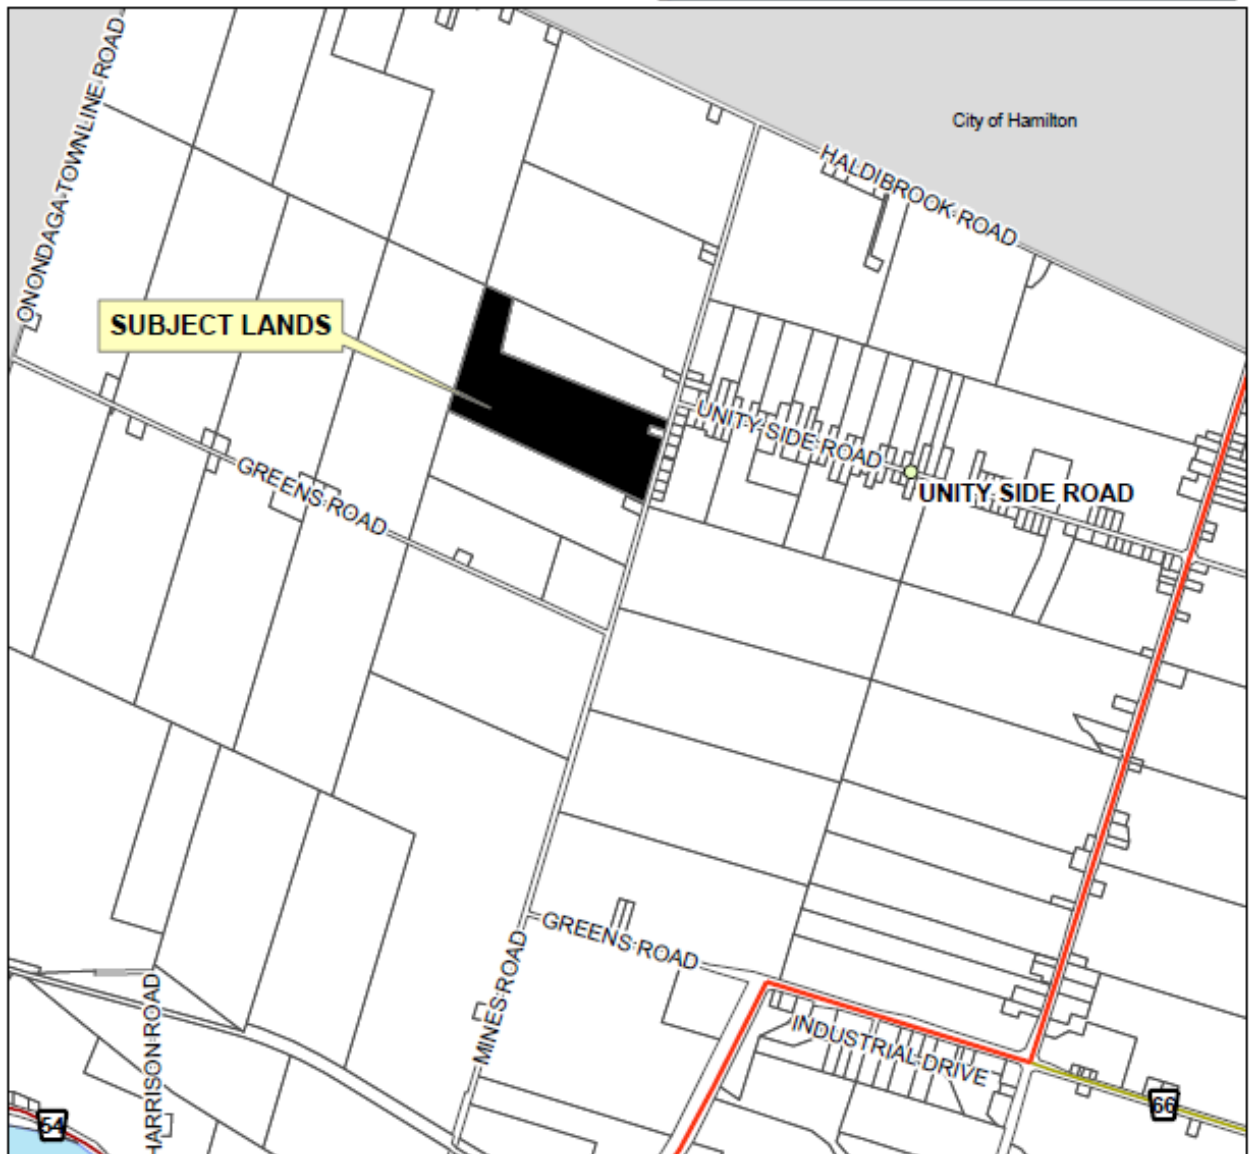 ONONDAGA TOWNLINE ROAD
City of Hamilton
HALDIBROOK ROAD
SUBJECT LANDS
UNITY SIDE ROAD
UNITY SIDE ROAD
GREENS ROAD
GREENS ROAD
MINES ROAD
HARRISON ROAD
INDUSTRIAL DRIVE
54
66